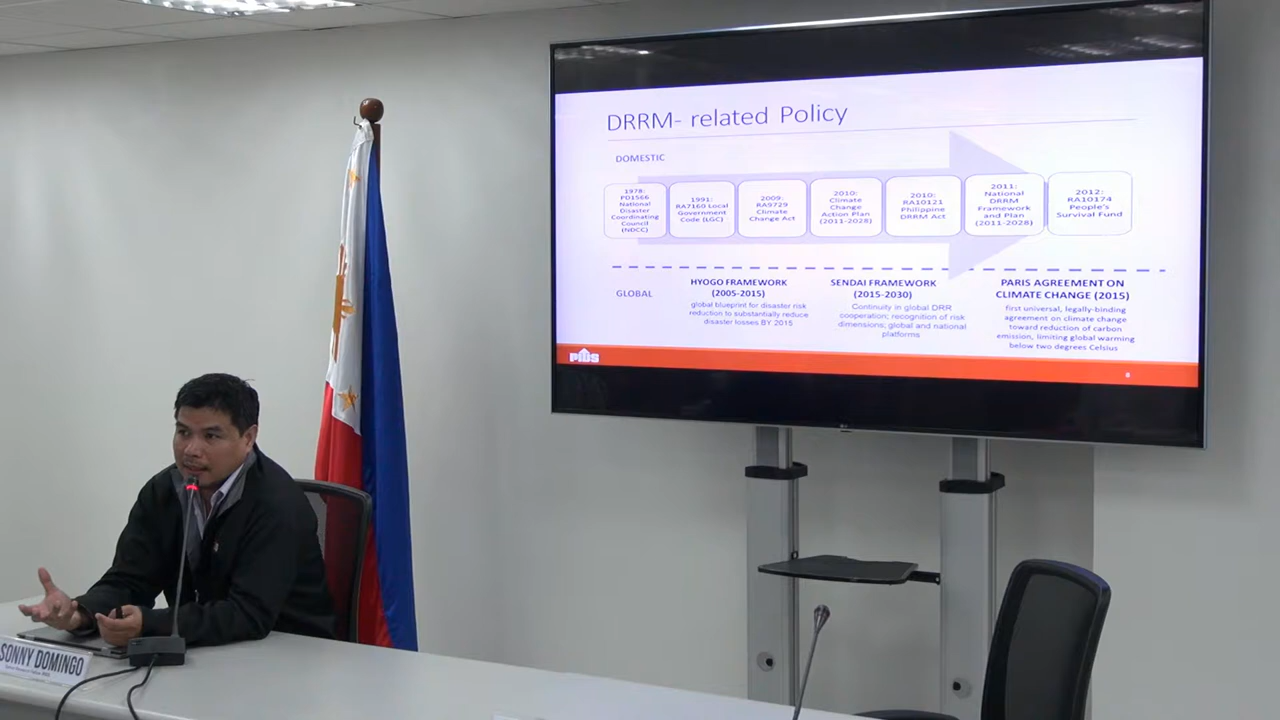 DRRM- related Policy
DOMESTIC
1978:
PD1566
National
Disaster
Coordinating
Council
(NDCC)
1991:
RA7160 Local
Government
Code (LGC)
2009:
RA9729
Climate
Change Act
2010:
Climate
Change
Action Plan
(2011-2028)
2010:
RA10121
Philippine
DRRM Act
2011:
National
DRRM
Framework
and Plan
(2011-2028)
2012:
RA10174
People's
Survival Fund
GLOBAL
HYOGO FRAMEWORK
(2005-2015)
global blueprint for disaster risk
reduction to substantially reduce
disaster losses BY 2015
SENDAI FRAMEWORK
(2015-2030)
Continuity in global DRR
cooperation; recognition of risk
dimensions; global and national
platforms
PARIS AGREEMENT ON
CLIMATE CHANGE (2015)
first universal, legally-binding
agreement on climate change
toward reduction of carbon
emission, limiting global warming
below two degrees Celsius
PIDS
8
SONNY DOMINGO